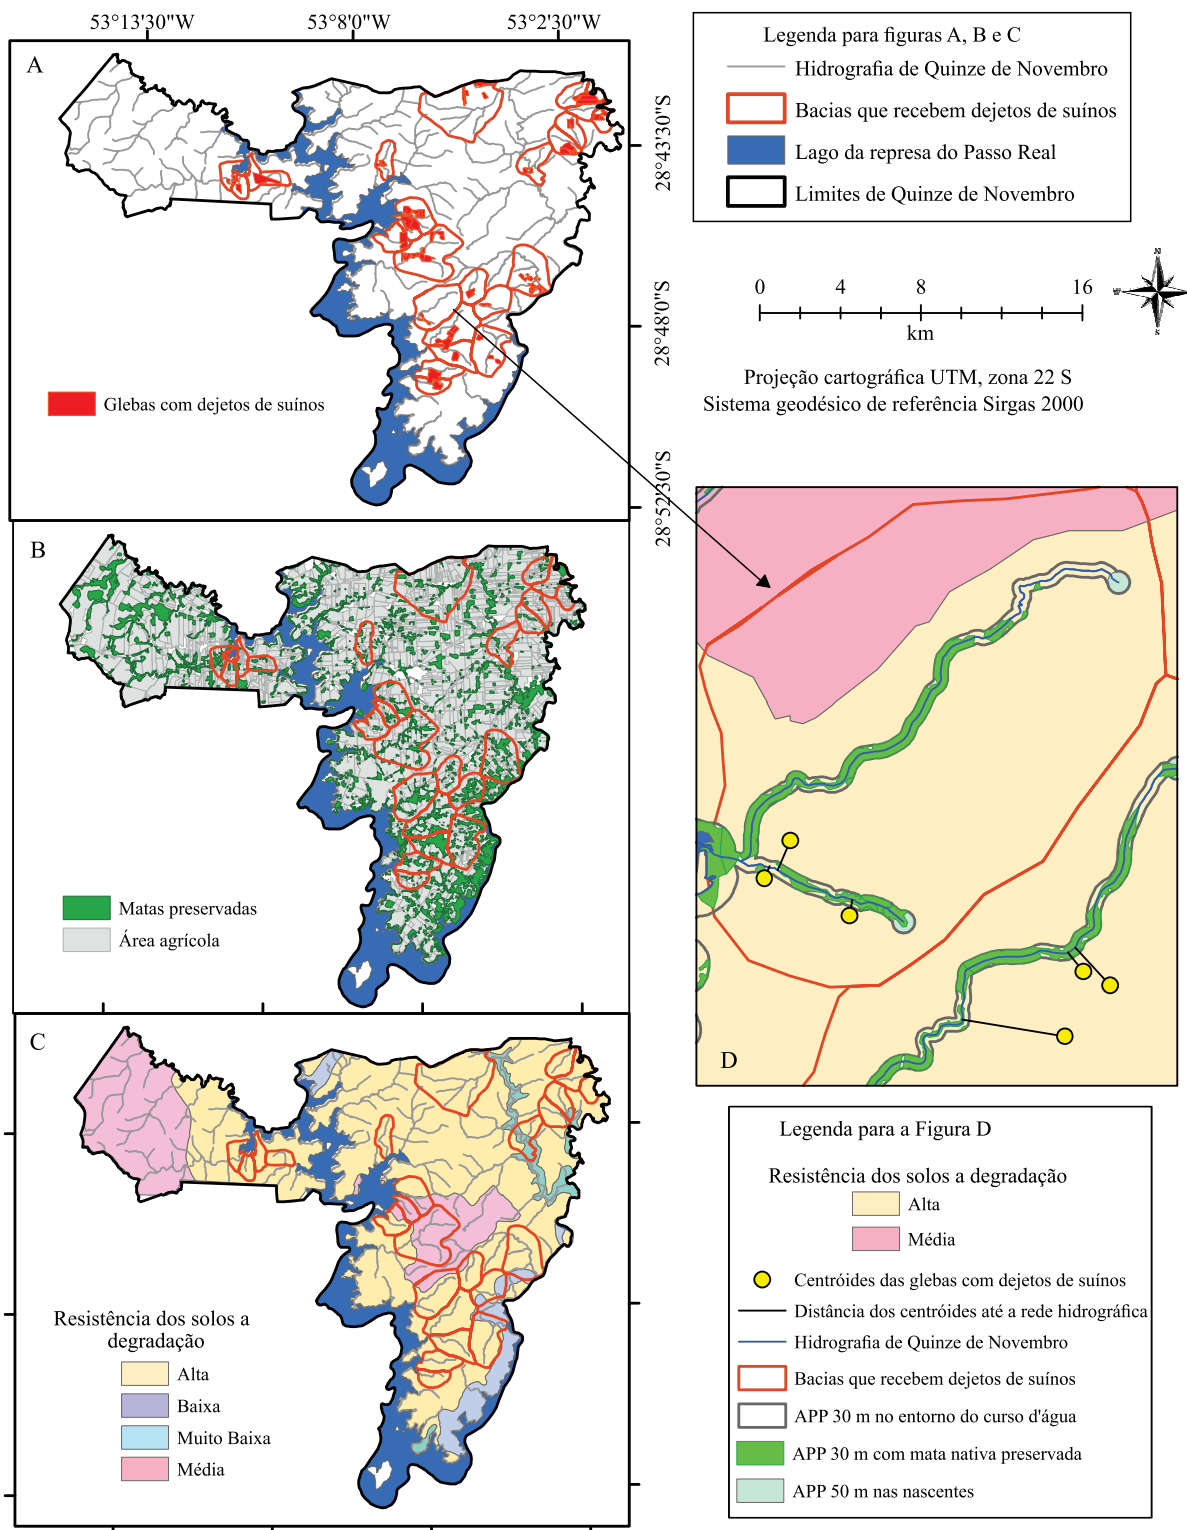 53°13'30"W
53°8'0"W
53°2'30"W
A
28°43'30"S
28°48'0"S
28°52'30"S
Glebas com dejetos de suínos
Legenda para figuras A, B e C
Hidrografia de Quinze de Novembro
Bacias que recebem dejetos de suínos
Lago da represa do Passo Real
Limites de Quinze de Novembro
0 4 8 16
km
N
S
Projeção cartográfica UTM, zona 22 S
Sistema geodésico de referência Sirgas 2000
B
Matas preservadas
Área agrícola
C
Resistência dos solos a
degradação
Alta
Baixa
Muito Baixa
Média
D
Legenda para a Figura D
Resistência dos solos a degradação
Alta
Média
Centróides das glebas com dejetos de suínos
Distância dos centróides até a rede hidrográfica
Hidrografia de Quinze de Novembro
Bacias que recebem dejetos de suínos
APP 30 m no entorno do curso d'água
APP 30 m com mata nativa preservada
APP 50 m nas nascentes